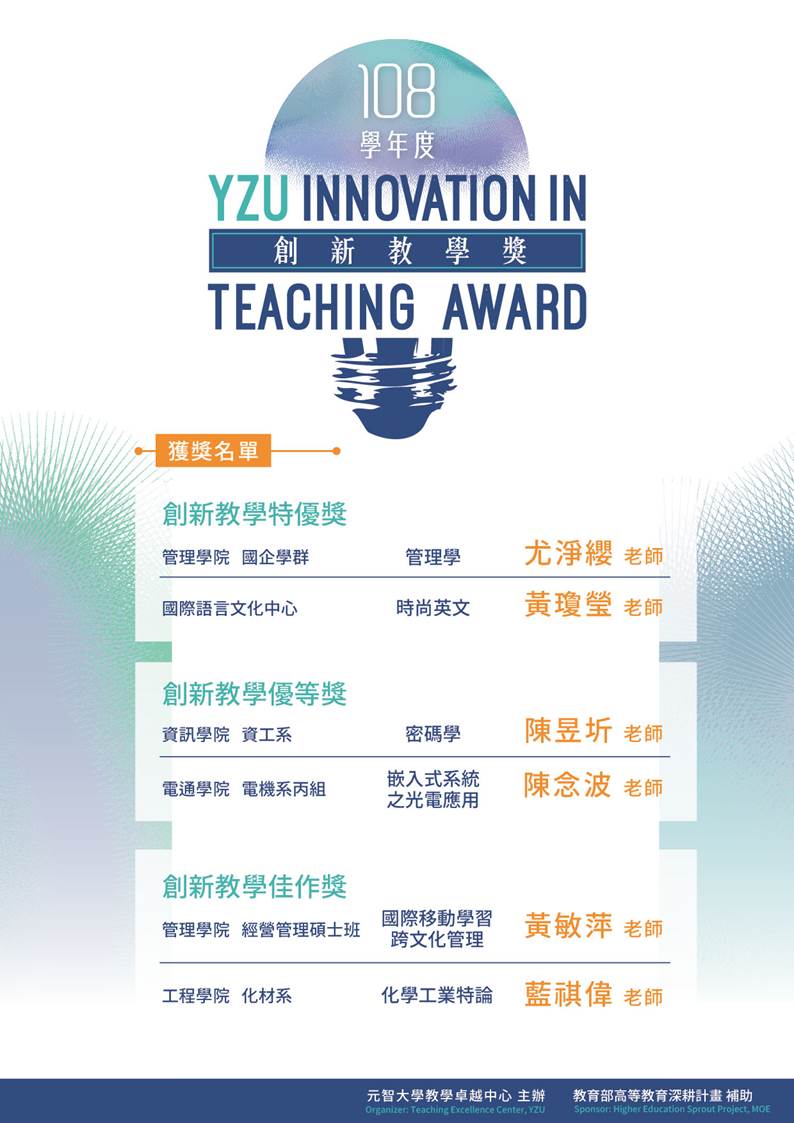 108
學年度
YZU INNOVATION IN
創新教學獎
TEACHING AWARD
獲獎名單
創新教學特優獎
管理學院 國企學群 管理學 尤淨纓 老師
國際語言文化中心 時尚英文 黃瓊瑩 老師
創新教學優等獎
資訊學院 資工系 密碼學 陳昱圻 老師
電通學院 電機系丙組 嵌入式系統
之光電應用 陳念波 老師
創新教學佳作獎
管理學院 經營管理碩士班 國際移動學習
跨文化管理 黃敏萍 老師
工程學院 化材系 化學工業特論 藍祺偉 老師
元智大學教學卓越中心 主辦 教育部高等教育深耕計畫 補助
Organizer: Teaching Excellence Center, YZU Sponsor: Higher Education Sprout Project, MOE